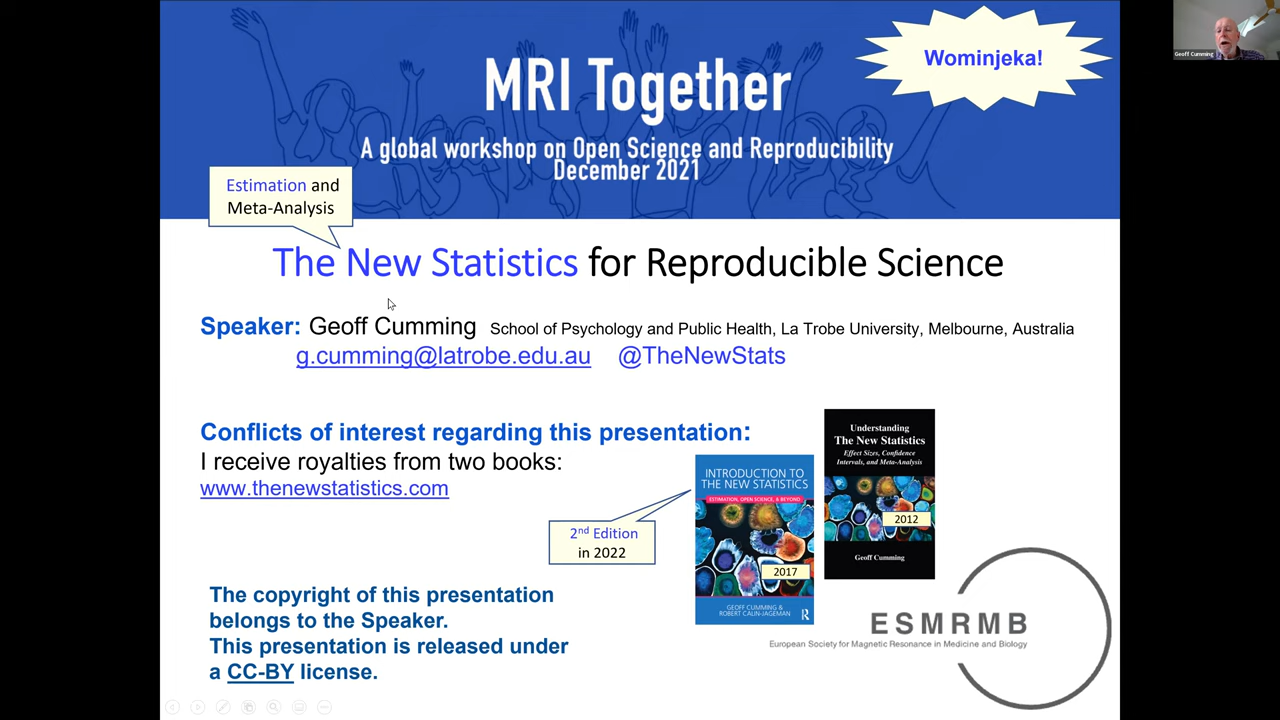 Wominjeka!
Geoff Cumming
MRI Together
A global workshop on Open Science and Reproducibility
December 2021
Estimation and
Meta-Analysis
The New Statistics for Reproducible Science
Speaker: Geoff Cumming School of Psychology and Public Health, La Trobe University, Melbourne, Australia
g.cumming@latrobe.edu.au @TheNewStats
Conflicts of interest regarding this presentation:
I receive royalties from two books:
www.thenewstatistics.com
2nd Edition
in 2022
INTRODUCTION TO
THE NEW STATISTICS
ESTIMATION, OPEN SCIENCE, & BEYOND
2017
GEOFF CUMMING &
ROBERT CALIN-JAGEMAN
R
Understanding
The New Statistics
Effect Sizes, Confidence
Intervals, and Meta-Analysis
2012
Geoff Cumming
The copyright of this presentation
belongs to the Speaker.
This presentation is released under
a CC-BY license.
ESMRMB
European Society for Magnetic Resonance in Medicine and Biology